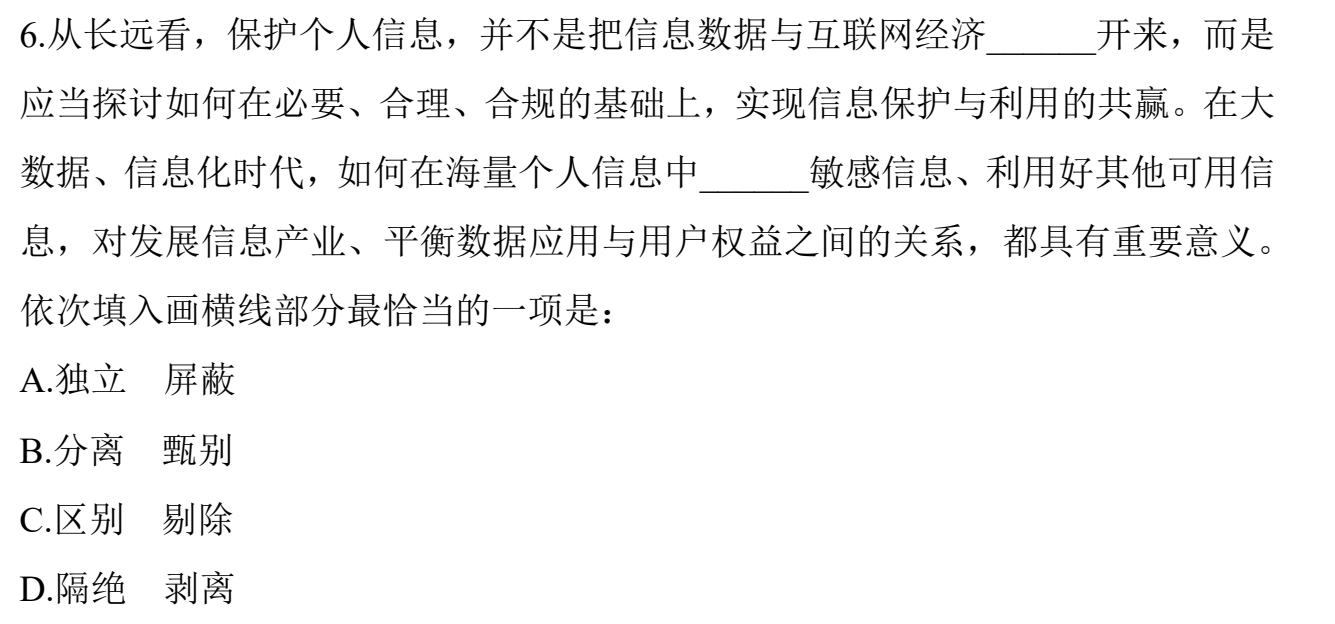 6.从长远看，保护个人信息，并不是把信息数据与互联网经济______开来，而是
应当探讨如何在必要、合理、合规的基础上，实现信息保护与利用的共赢。在大
数据、信息化时代，如何在海量个人信息中______敏感信息、利用好其他可用信
息，对发展信息产业、平衡数据应用与用户权益之间的关系，都具有重要意义。
依次填入画横线部分最恰当的一项是：
A.独立　屏蔽
B.分离　甄别
C.区别　剔除
D.隔绝　剥离